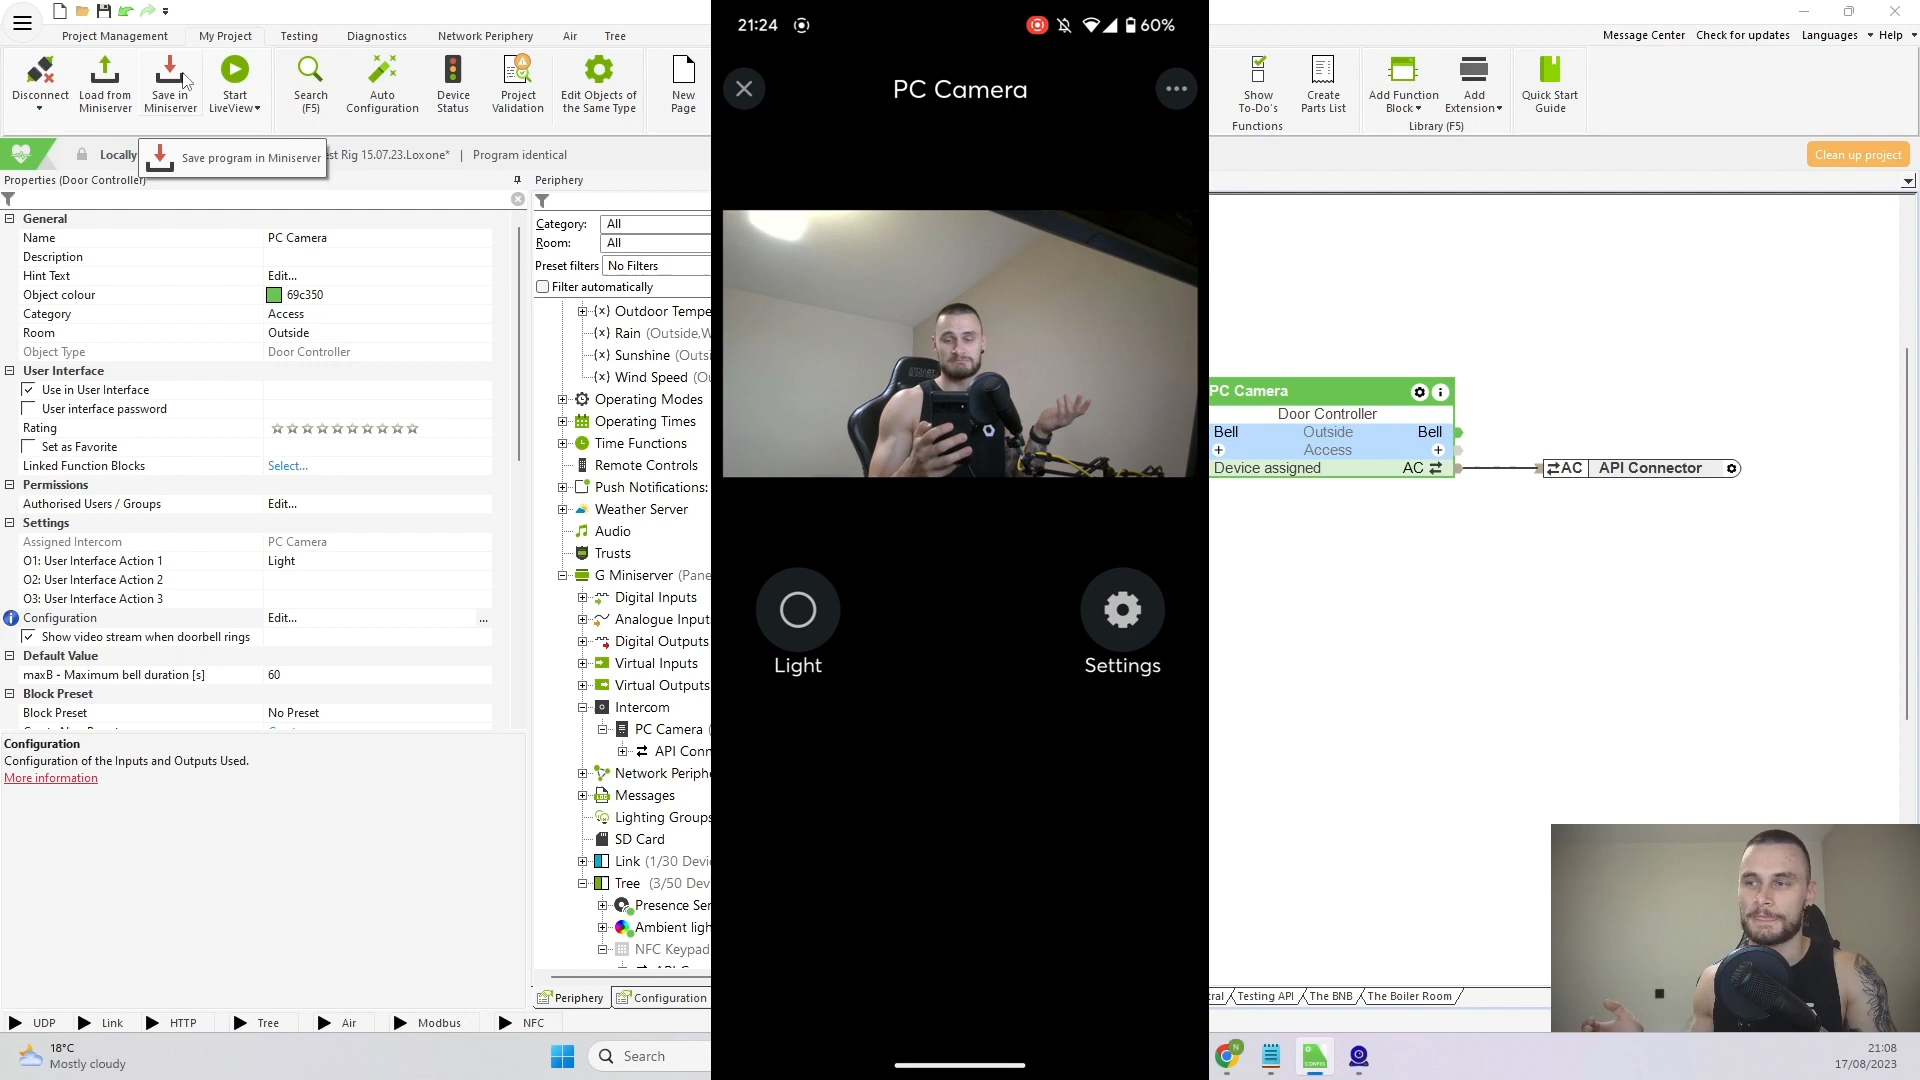 Project Management My Project Testing Diagnostics Network Periphery Air Tree
Message Center Check for updates Languages Help
Disconnect
Load from Miniserver
Save in Miniserver
Start LiveView
Search (F5)
Auto Configuration
Device Status
Project Validation
Edit Objects of the Same Type
New Page
Show To-Do's
Create Parts List
Functions
Add Function Block
Add Extension
Library (F5)
Quick Start Guide
Locally
Save program in Miniserver
est Rig 15.07.23.Loxone* | Program identical
Clean up project
Properties (Door Controller)
General
Name PC Camera
Description
Hint Text Edit...
Object colour 69c350
Category Access
Room Outside
Object Type Door Controller
User Interface
Use in User Interface
User interface password
Rating
Set as Favorite
Linked Function Blocks Select...
Permissions
Authorised Users / Groups Edit...
Settings
Assigned Intercom PC Camera
O1: User Interface Action 1 Light
O2: User Interface Action 2
O3: User Interface Action 3
Configuration Edit... ...
Show video stream when doorbell rings
Default Value
maxB - Maximum bell duration [s] 60
Block Preset
Block Preset No Preset
Configuration
Configuration of the Inputs and Outputs Used.
More information
Periphery
Category: All
Room: All
Preset filters No Filters
Filter automatically
(x) Outdoor Tempe
(x) Rain (Outside,W
(x) Sunshine (Outsi
(x) Wind Speed (Ou
Operating Modes
Operating Times
Time Functions
Remote Controls
Push Notifications:
Weather Server
Audio
Trusts
G Miniserver (Pane
Digital Inputs
Analogue Input
Digital Outputs
Virtual Inputs
Virtual Outputs
Intercom
PC Camera (
API Conn
Network Periphe
Messages
Lighting Groups
SD Card
Link (1/30 Devi
Tree (3/50 Dev
Presence Ser
Ambient ligh
NFC Keypad
Periphery Configuration
21:24 60%
PC Camera
Light
Settings
PC Camera
Door Controller
Bell Outside Bell
+ Access +
Device assigned AC
AC API Connector
tral Testing API The BNB The Boiler Room
UDP Link HTTP Tree Air Modbus NFC
18°C
Mostly cloudy
Search
21:08
17/08/2023